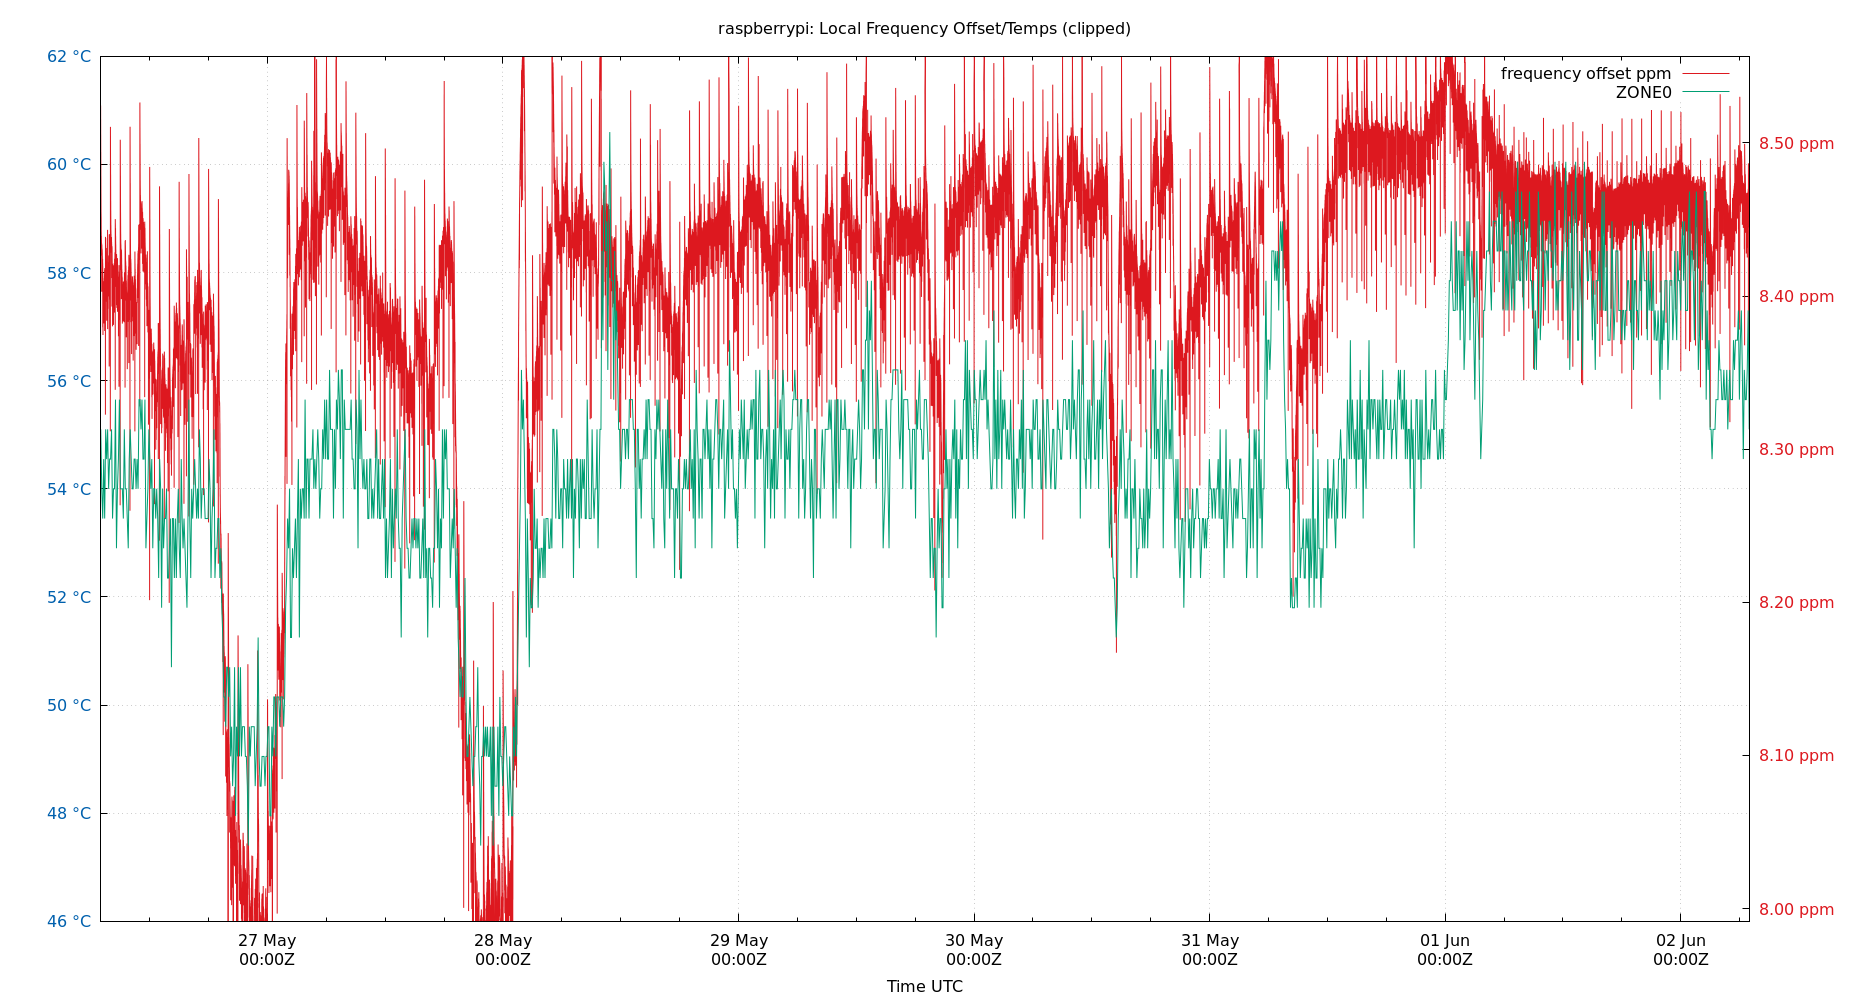 raspberrypi: Local Frequency Offset/Temps (clipped)
62 °C
60 °C
58 °C
56 °C
54 °C
52 °C
50 °C
48 °C
46 °C
frequency offset ppm
ZONE0
8.50 ppm
8.40 ppm
8.30 ppm
8.20 ppm
8.10 ppm
8.00 ppm
27 May 28 May 29 May 30 May 31 May 01 Jun 02 Jun
00:00Z 00:00Z 00:00Z 00:00Z 00:00Z 00:00Z 00:00Z
Time UTC